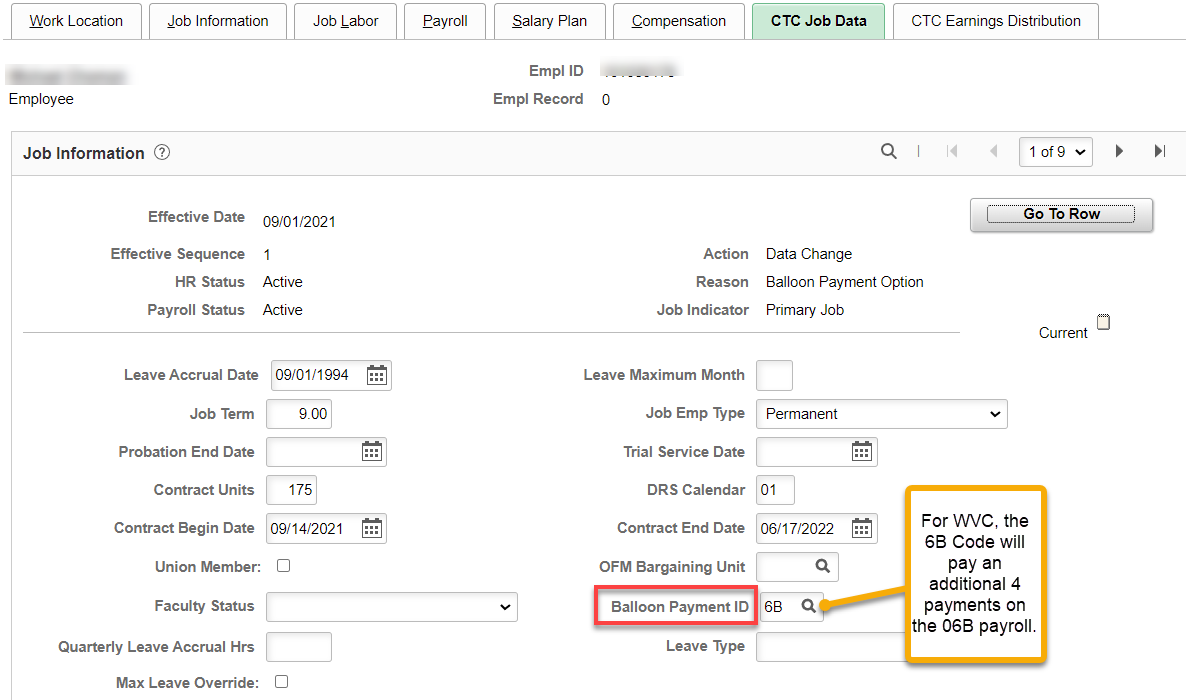 Work Location Job Information Job Labor Payroll Salary Plan Compensation CTC Job Data CTC Earnings Distribution
Empl ID
Employee Empl Record 0
Job Information ? 1 of 9
Effective Date 09/01/2021 Go To Row
Effective Sequence 1 Action Data Change
HR Status Active Reason Balloon Payment Option
Payroll Status Active Job Indicator Primary Job
Current
Leave Accrual Date 09/01/1994 Leave Maximum Month
Job Term 9.00 Job Emp Type Permanent
Probation End Date Trial Service Date
Contract Units 175 DRS Calendar 01
Contract Begin Date 09/14/2021 Contract End Date 06/17/2022
Union Member: OFM Bargaining Unit
Faculty Status Balloon Payment ID 6B
Quarterly Leave Accrual Hrs Leave Type
Max Leave Override:
For WVC, the
6B Code will
pay an
additional 4
payments on
the 06B payroll.